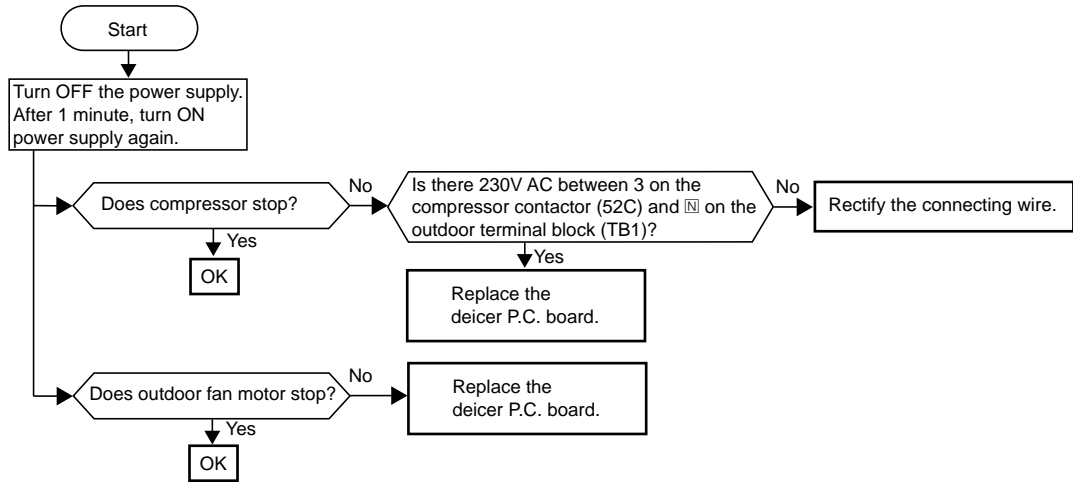 Start
Turn OFF the power supply.
After 1 minute, turn ON
power supply again.
Does compressor stop?
No
Is there 230V AC between 3 on the
compressor contactor (52C) and N on the
outdoor terminal block (TB1)?
No
Rectify the connecting wire.
Yes
OK
Yes
Replace the
deicer P.C. board.
Does outdoor fan motor stop?
No
Replace the
deicer P.C. board.
Yes
OK